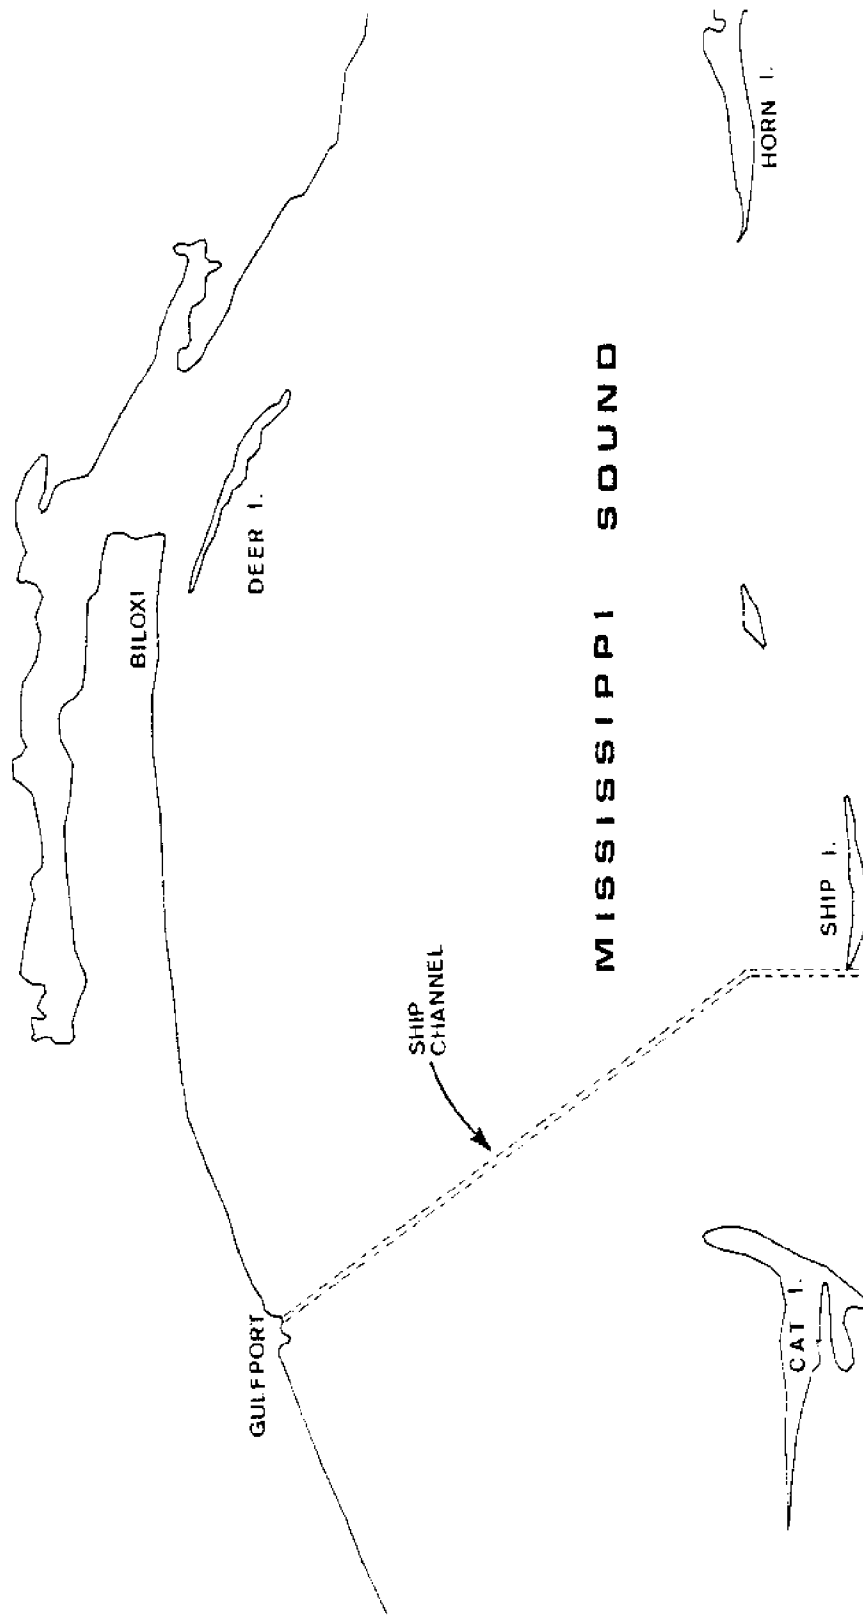 BILOXI
DEER I.
GULFPORT
SHIP
CHANNEL
MISSISSIPPI SOUND
HORN I.
SHIP I.
CAT I.